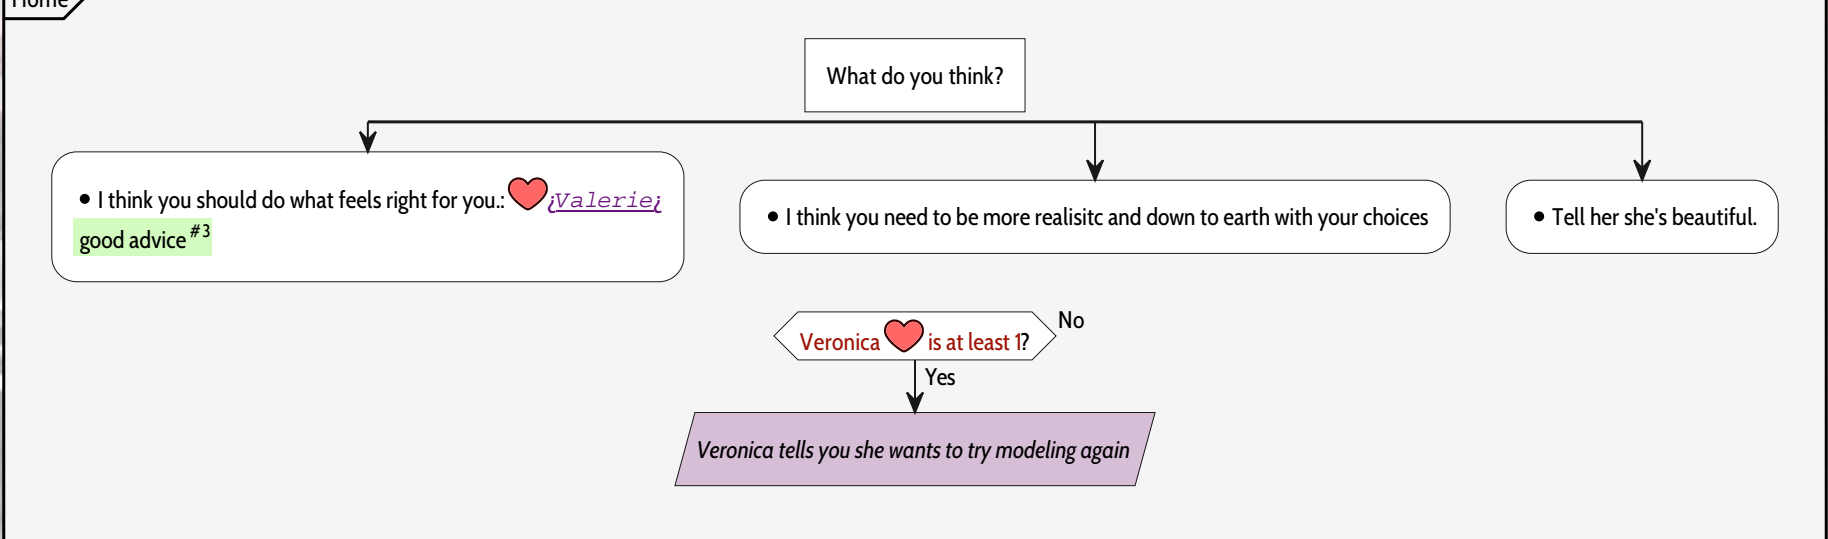 Home
What do you think?
● I think you should do what feels right for you.: ¿Valerie¿
good advice #3
● I think you need to be more realisitc and down to earth with your choices
● Tell her she's beautiful.
Veronica is at least 1?
No
Yes
Veronica tells you she wants to try modeling again